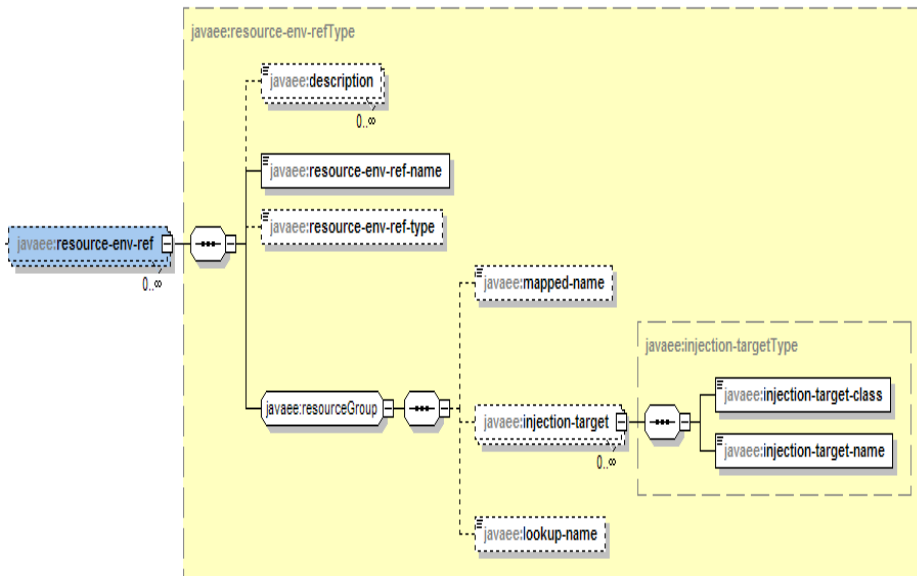 javaee:resource-env-refType
javaee:description
0..∞
javaee:resource-env-ref-name
javaee:resource-env-ref-type
javaee:resource-env-ref
0..∞
javaee:mapped-name
javaee:injection-targetType
javaee:injection-target-class
javaee:resourceGroup
javaee:injection-target
0..∞
javaee:injection-target-name
javaee:lookup-name